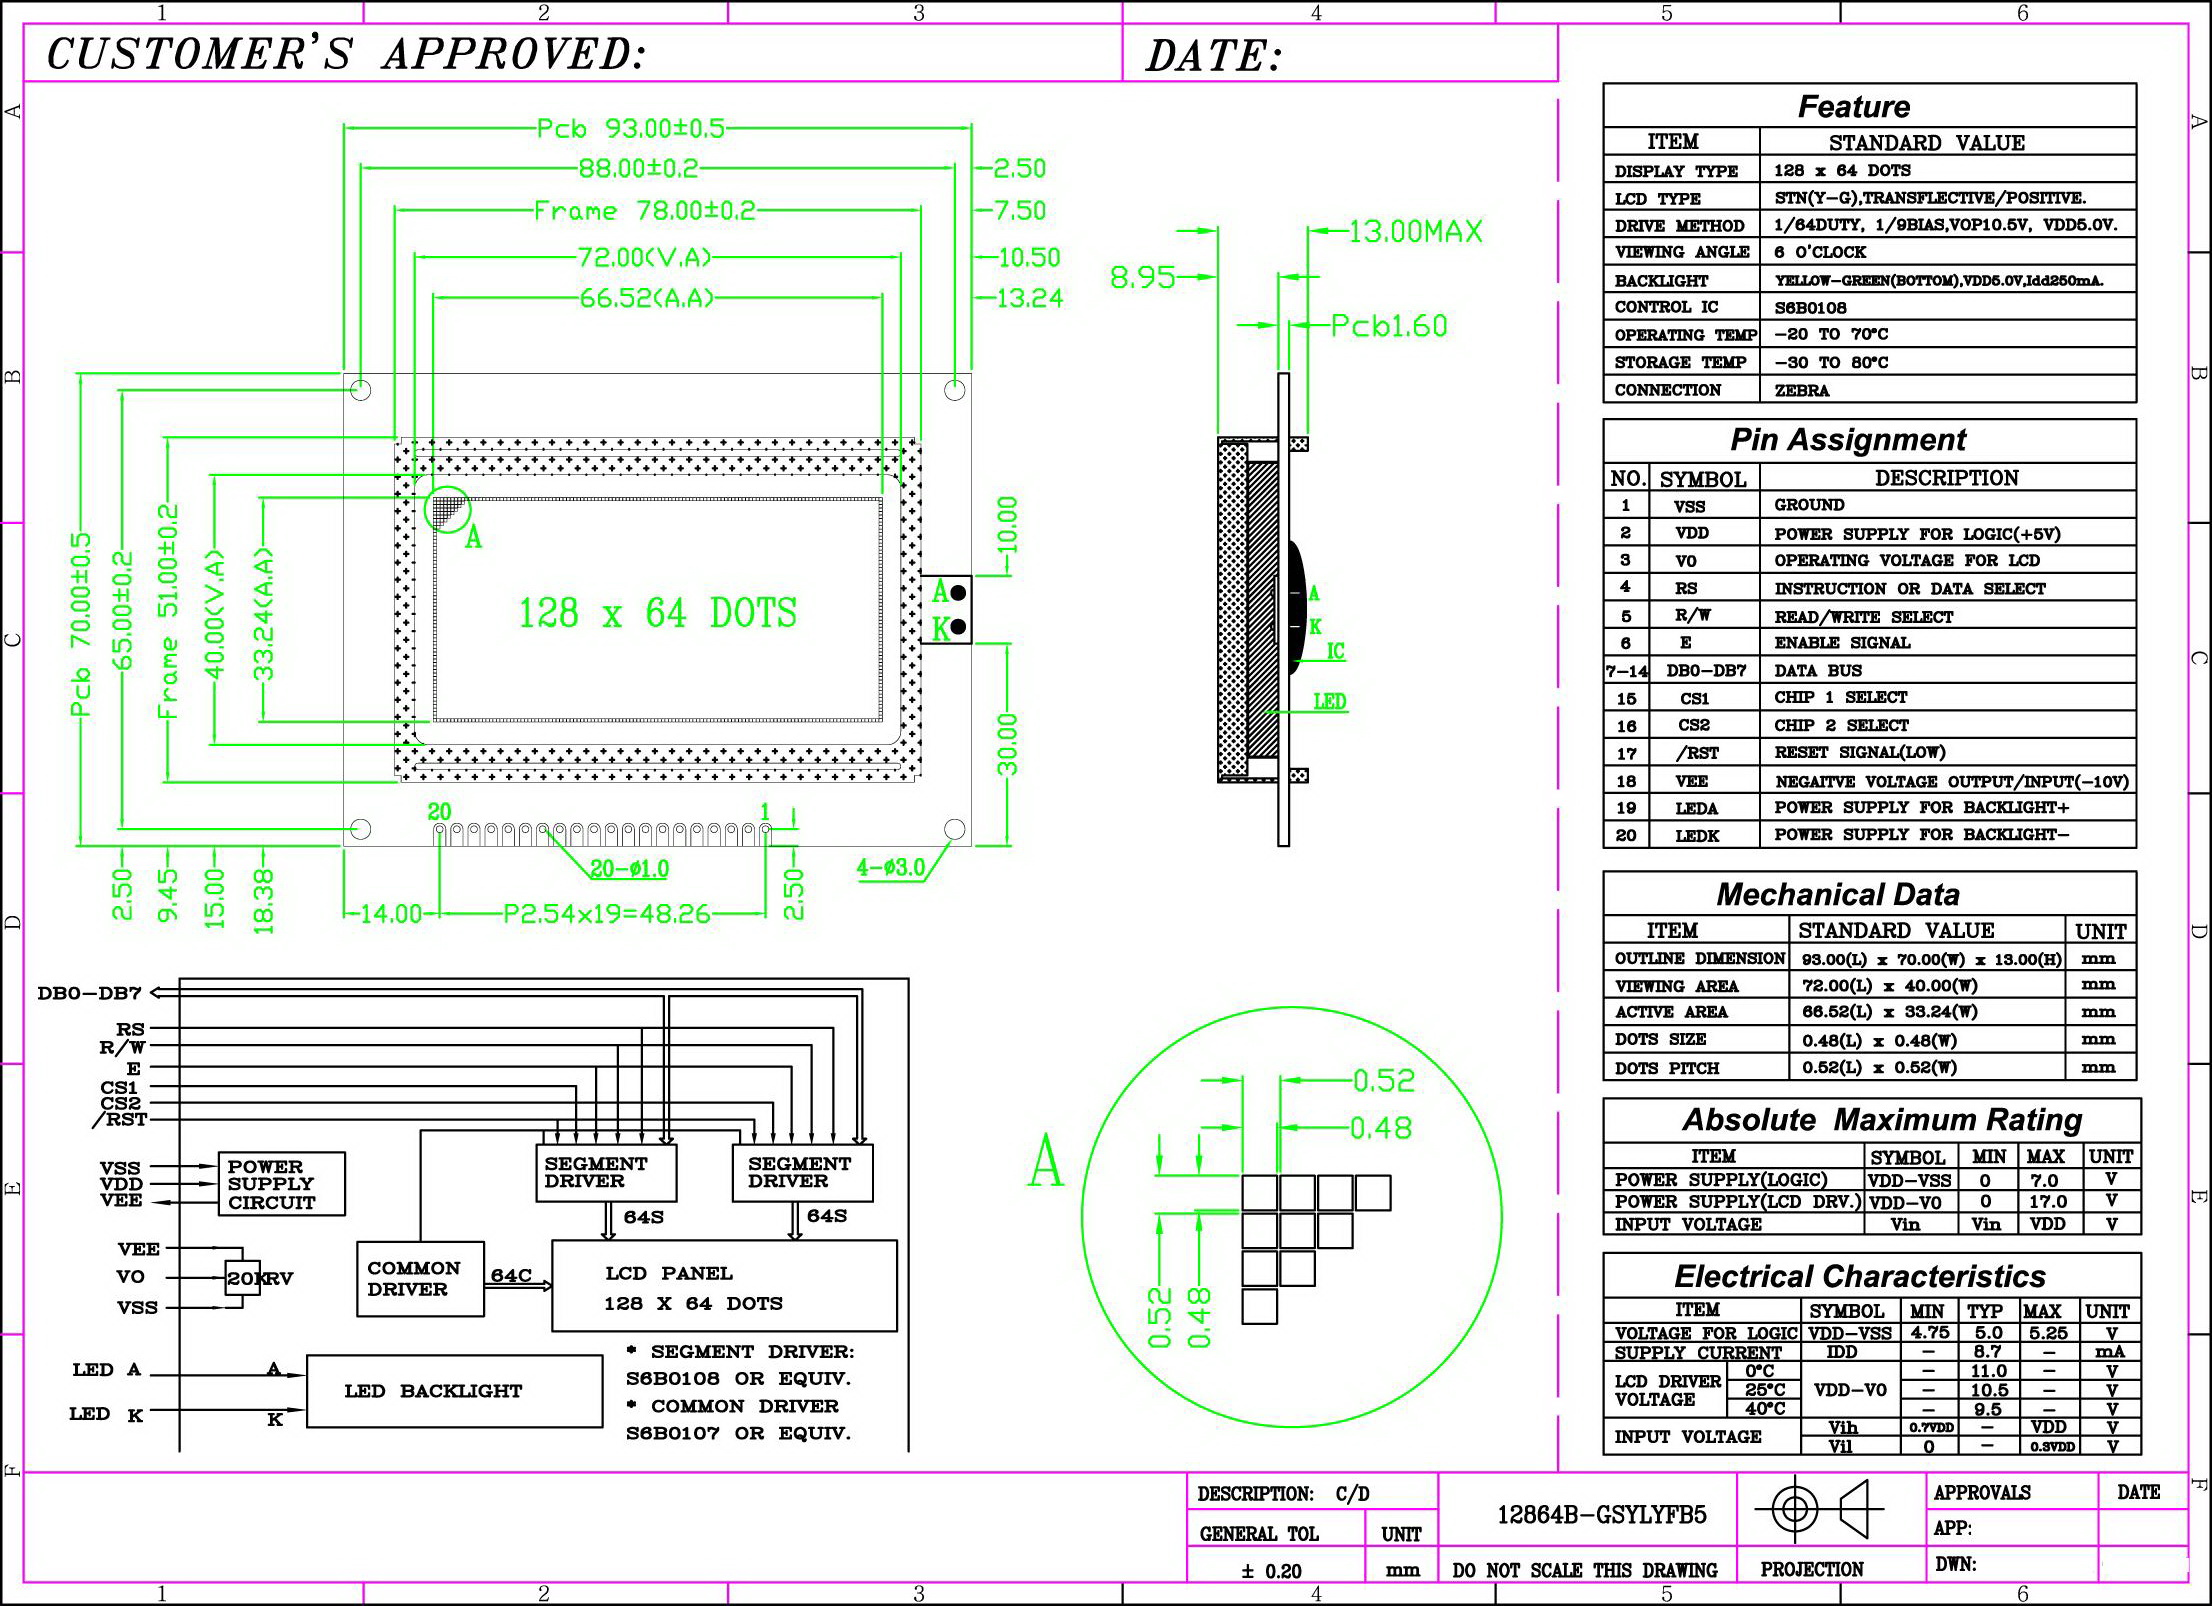 1 2 3 4 5 6
CUSTOMER'S APPROVED:
DATE:
A
B
C
D
E
F
A
B
C
D
E
F
Pcb 93.00±0.5
88.00±0.2
2.50
Frame 78.00±0.2
7.50
72.00(V.A)
10.50
66.52(A.A)
13.24
Pcb 70.00±0.5
65.00±0.2
Frame 51.00±0.2
40.00(V.A)
33.24(A.A)
A
128 x 64 DOTS
A
K
10.00
30.00
20
1
20-ø1.0
4-ø3.0
2.50
9.45
15.00
18.38
14.00
P2.54x19=48.26
2.50
13.00MAX
8.95
Pcb1.60
A
K
IC
LED
DB0-DB7
RS
R/W
E
CS1
CS2
/RST
VSS
VDD
VEE
POWER
SUPPLY
CIRCUIT
SEGMENT
DRIVER
SEGMENT
DRIVER
64S
64S
VEE
VO
VSS
20KRV
COMMON
DRIVER
64C
LCD PANEL
128 X 64 DOTS
LED A
A
LED K
K
LED BACKLIGHT
* SEGMENT DRIVER:
S6B0108 OR EQUIV.
* COMMON DRIVER
S6B0107 OR EQUIV.
A
0.52
0.48
0.52
0.48
Feature
ITEM STANDARD VALUE
DISPLAY TYPE 128 x 64 DOTS
LCD TYPE STN(Y-G),TRANSFLECTIVE/POSITIVE.
DRIVE METHOD 1/64DUTY, 1/9BIAS,VOP10.5V, VDD5.0V.
VIEWING ANGLE 6 O'CLOCK
BACKLIGHT YELLOW-GREEN(BOTTOM),VDD5.0V,Idd250mA.
CONTROL IC S6B0108
OPERATING TEMP -20 TO 70°C
STORAGE TEMP -30 TO 80°C
CONNECTION ZEBRA
Pin Assignment
NO. SYMBOL DESCRIPTION
1 VSS GROUND
2 VDD POWER SUPPLY FOR LOGIC(+5V)
3 V0 OPERATING VOLTAGE FOR LCD
4 RS INSTRUCTION OR DATA SELECT
5 R/W READ/WRITE SELECT
6 E ENABLE SIGNAL
7-14 DB0-DB7 DATA BUS
15 CS1 CHIP 1 SELECT
16 CS2 CHIP 2 SELECT
17 /RST RESET SIGNAL(LOW)
18 VEE NEGAITVE VOLTAGE OUTPUT/INPUT(-10V)
19 LEDA POWER SUPPLY FOR BACKLIGHT+
20 LEDK POWER SUPPLY FOR BACKLIGHT-
Mechanical Data
ITEM STANDARD VALUE UNIT
OUTLINE DIMENSION 93.00(L) x 70.00(W) x 13.00(H) mm
VIEWING AREA 72.00(L) x 40.00(W) mm
ACTIVE AREA 66.52(L) x 33.24(W) mm
DOTS SIZE 0.48(L) x 0.48(W) mm
DOTS PITCH 0.52(L) x 0.52(W) mm
Absolute Maximum Rating
ITEM SYMBOL MIN MAX UNIT
POWER SUPPLY(LOGIC) VDD-VSS 0 7.0 V
POWER SUPPLY(LCD DRV.) VDD-V0 0 17.0 V
INPUT VOLTAGE Vin Vin VDD V
Electrical Characteristics
ITEM SYMBOL MIN TYP MAX UNIT
VOLTAGE FOR LOGIC VDD-VSS 4.75 5.0 5.25 V
SUPPLY CURRENT IDD - 8.7 - mA
LCD DRIVER VOLTAGE VDD-V0
0°C - 11.0 - V
25°C - 10.5 - V
40°C - 9.5 - V
INPUT VOLTAGE
Vih 0.7VDD - VDD V
Vil 0 - 0.3VDD V
DESCRIPTION: C/D
GENERAL TOL UNIT
± 0.20 mm
12864B-GSYLYFB5
DO NOT SCALE THIS DRAWING
PROJECTION
APPROVALS DATE
APP:
DWN:
1 2 3 4 5 6